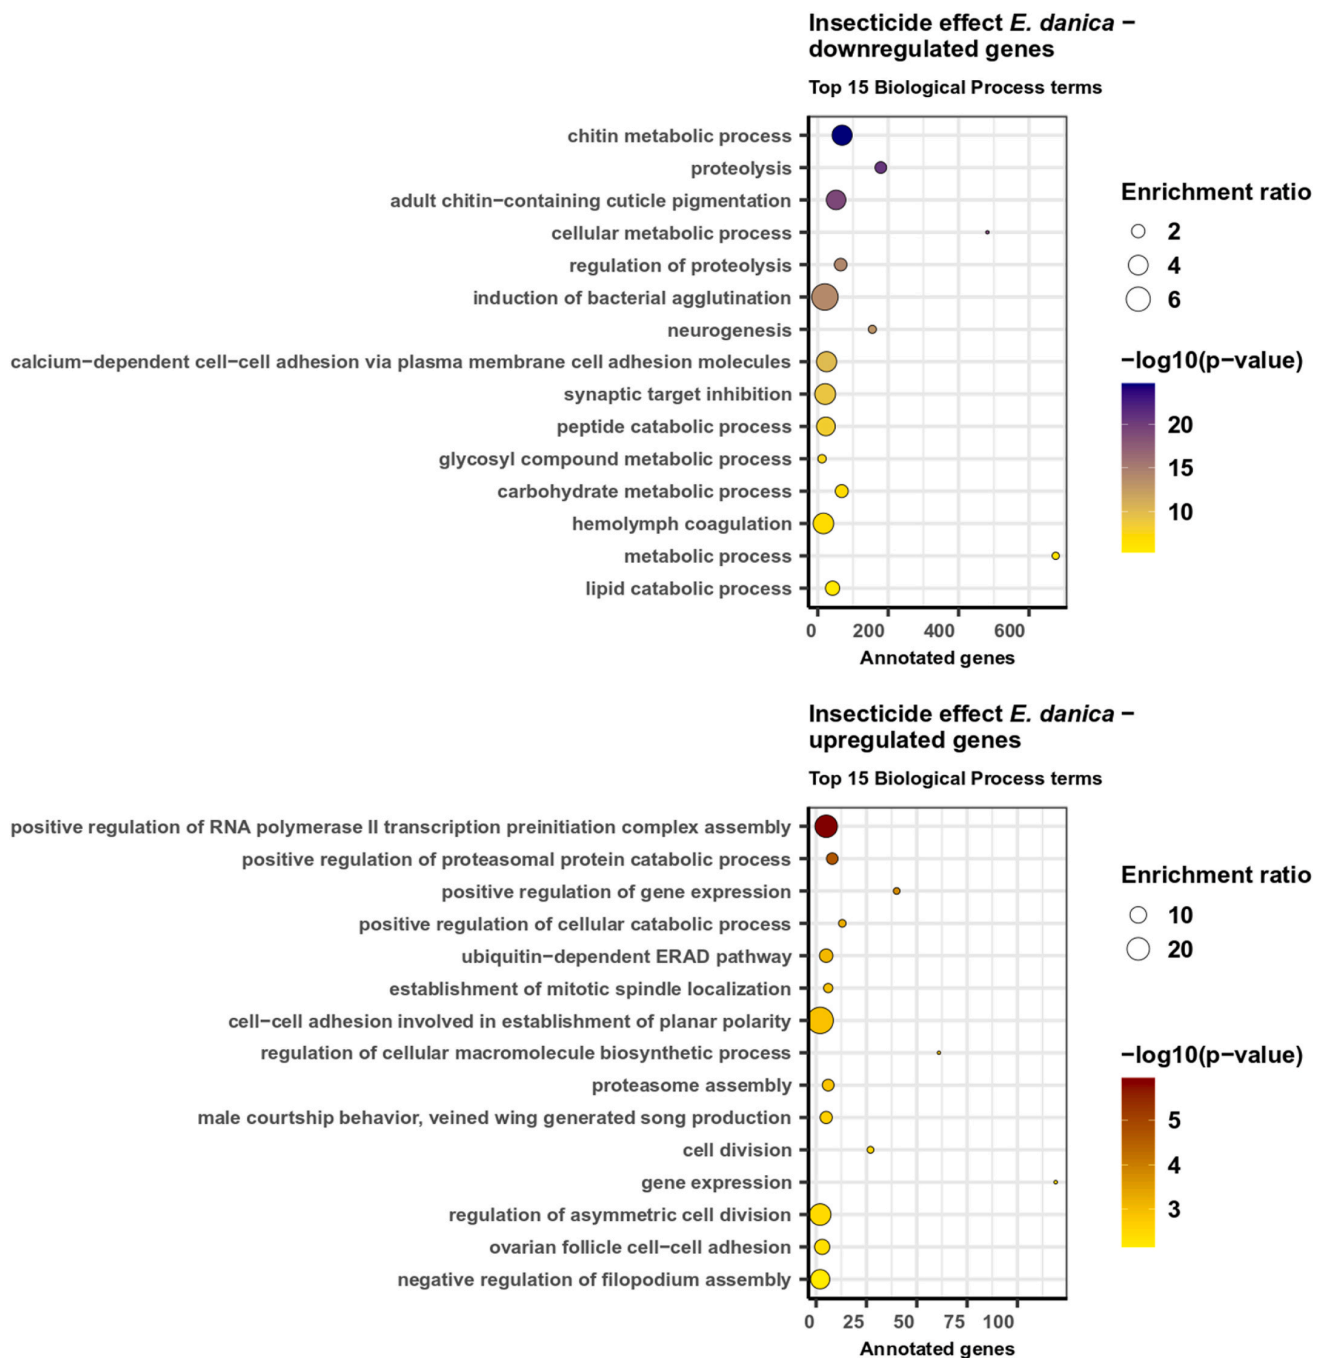 Insecticide effect E. danica −
downregulated genes
Top 15 Biological Process terms
chitin metabolic process
proteolysis
adult chitin−containing cuticle pigmentation
cellular metabolic process
regulation of proteolysis
induction of bacterial agglutination
neurogenesis
calcium−dependent cell−cell adhesion via plasma membrane cell adhesion molecules
synaptic target inhibition
peptide catabolic process
glycosyl compound metabolic process
carbohydrate metabolic process
hemolymph coagulation
metabolic process
lipid catabolic process
0 200 400 600
Annotated genes
Enrichment ratio
2
4
6
−log10(p−value)
20
15
10
Insecticide effect E. danica −
upregulated genes
Top 15 Biological Process terms
positive regulation of RNA polymerase II transcription preinitiation complex assembly
positive regulation of proteasomal protein catabolic process
positive regulation of gene expression
positive regulation of cellular catabolic process
ubiquitin−dependent ERAD pathway
establishment of mitotic spindle localization
cell−cell adhesion involved in establishment of planar polarity
regulation of cellular macromolecule biosynthetic process
proteasome assembly
male courtship behavior, veined wing generated song production
cell division
gene expression
regulation of asymmetric cell division
ovarian follicle cell−cell adhesion
negative regulation of filopodium assembly
0 25 50 75 100
Annotated genes
Enrichment ratio
10
20
−log10(p−value)
5
4
3